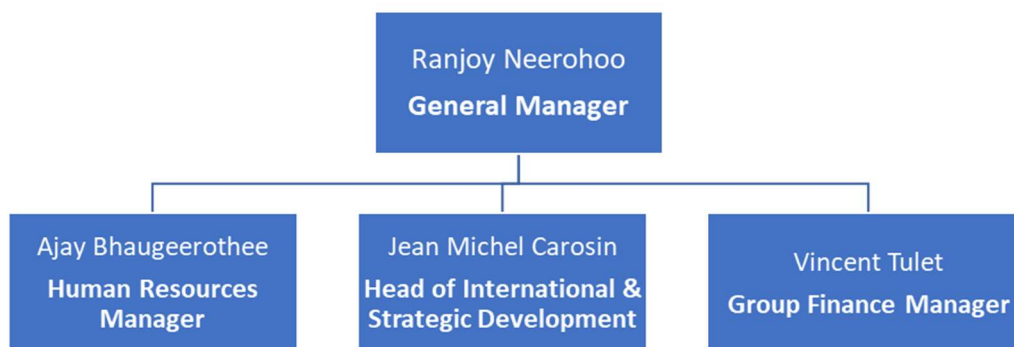 Ranjoy Neerohoo
General Manager
Ajay Bhaugeerothee
Human Resources
Manager
Jean Michel Carosin
Head of International &
Strategic Development
Vincent Tulet
Group Finance Manager